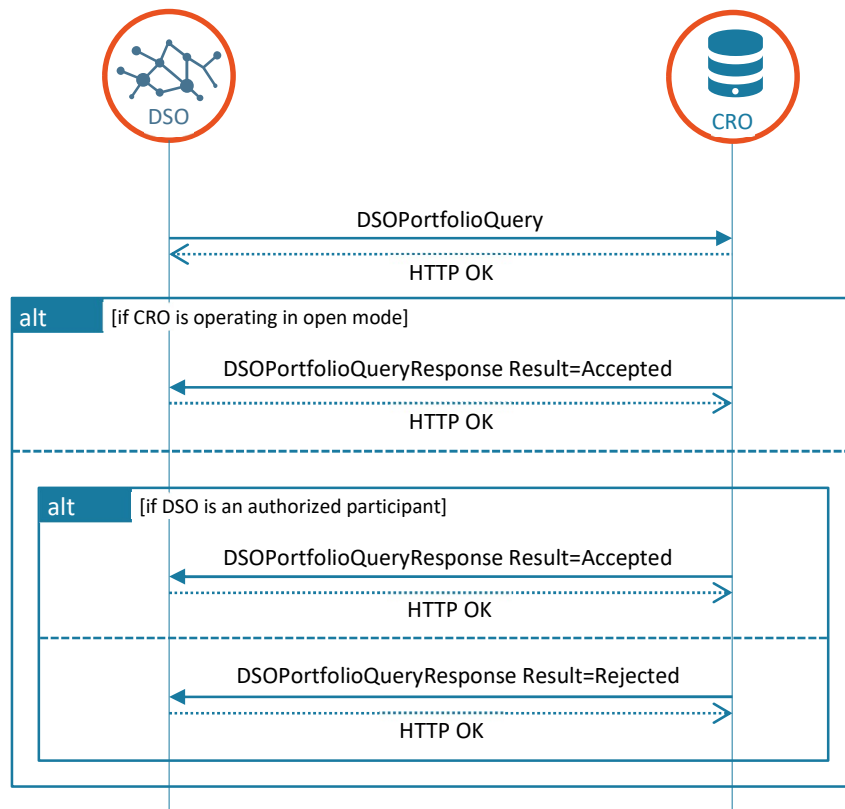 DSO
CRO
DSOPortfolioQuery
HTTP OK
alt
[if CRO is operating in open mode]
DSOPortfolioQueryResponse Result=Accepted
HTTP OK
alt
[if DSO is an authorized participant]
DSOPortfolioQueryResponse Result=Accepted
HTTP OK
DSOPortfolioQueryResponse Result=Rejected
HTTP OK